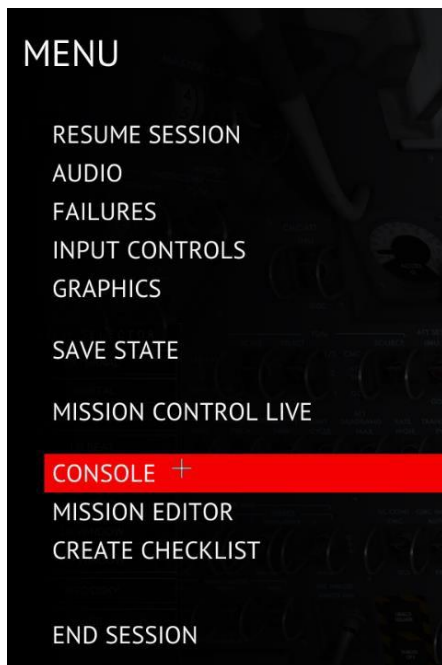 MENU
RESUME SESSION
AUDIO
FAILURES
INPUT CONTROLS
GRAPHICS
SAVE STATE
MISSION CONTROL LIVE
CONSOLE
MISSION EDITOR
CREATE CHECKLIST
END SESSION